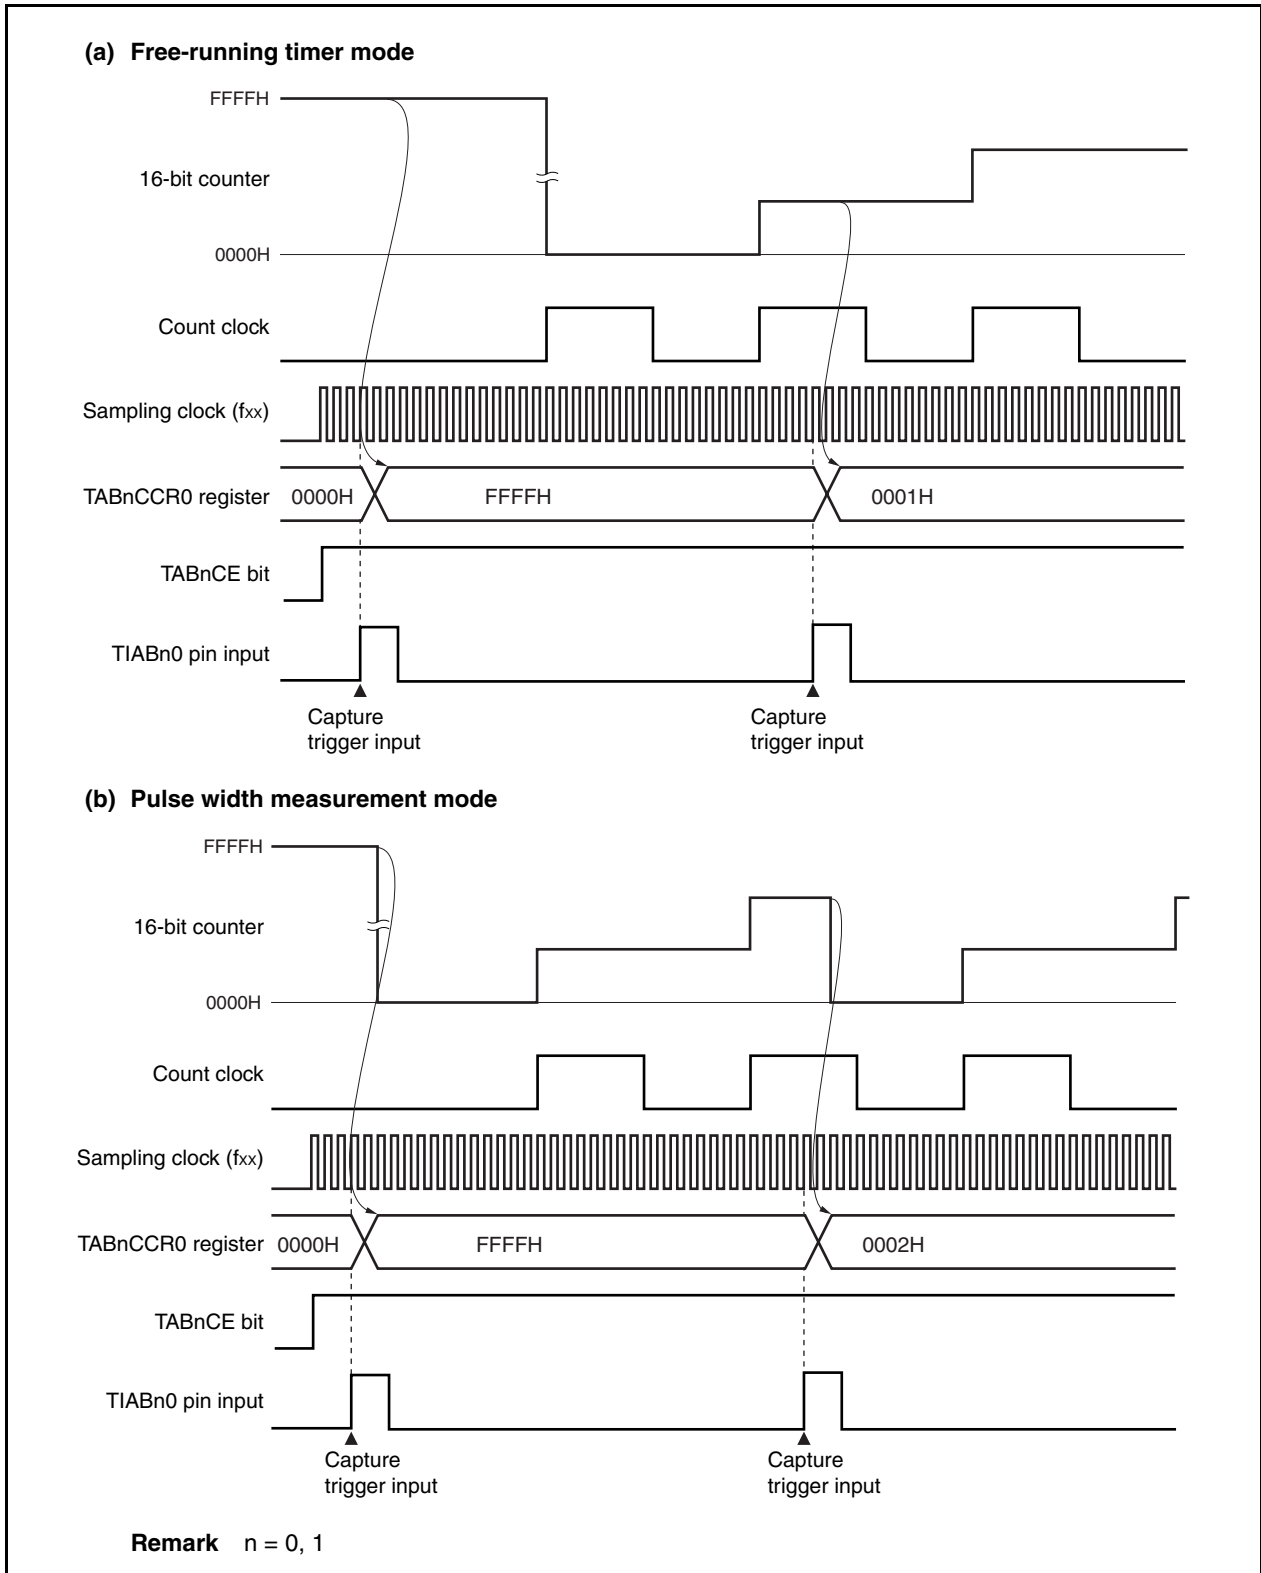 (a) Free-running timer mode
FFFFH
16-bit counter
0000H
Count clock
Sampling clock (fxx)
TABnCCR0 register 0000H FFFFH 0001H
TABnCE bit
TIABn0 pin input
Capture trigger input
Capture trigger input
(b) Pulse width measurement mode
FFFFH
16-bit counter
0000H
Count clock
Sampling clock (fxx)
TABnCCR0 register 0000H FFFFH 0002H
TABnCE bit
TIABn0 pin input
Capture trigger input
Capture trigger input
Remark n = 0, 1